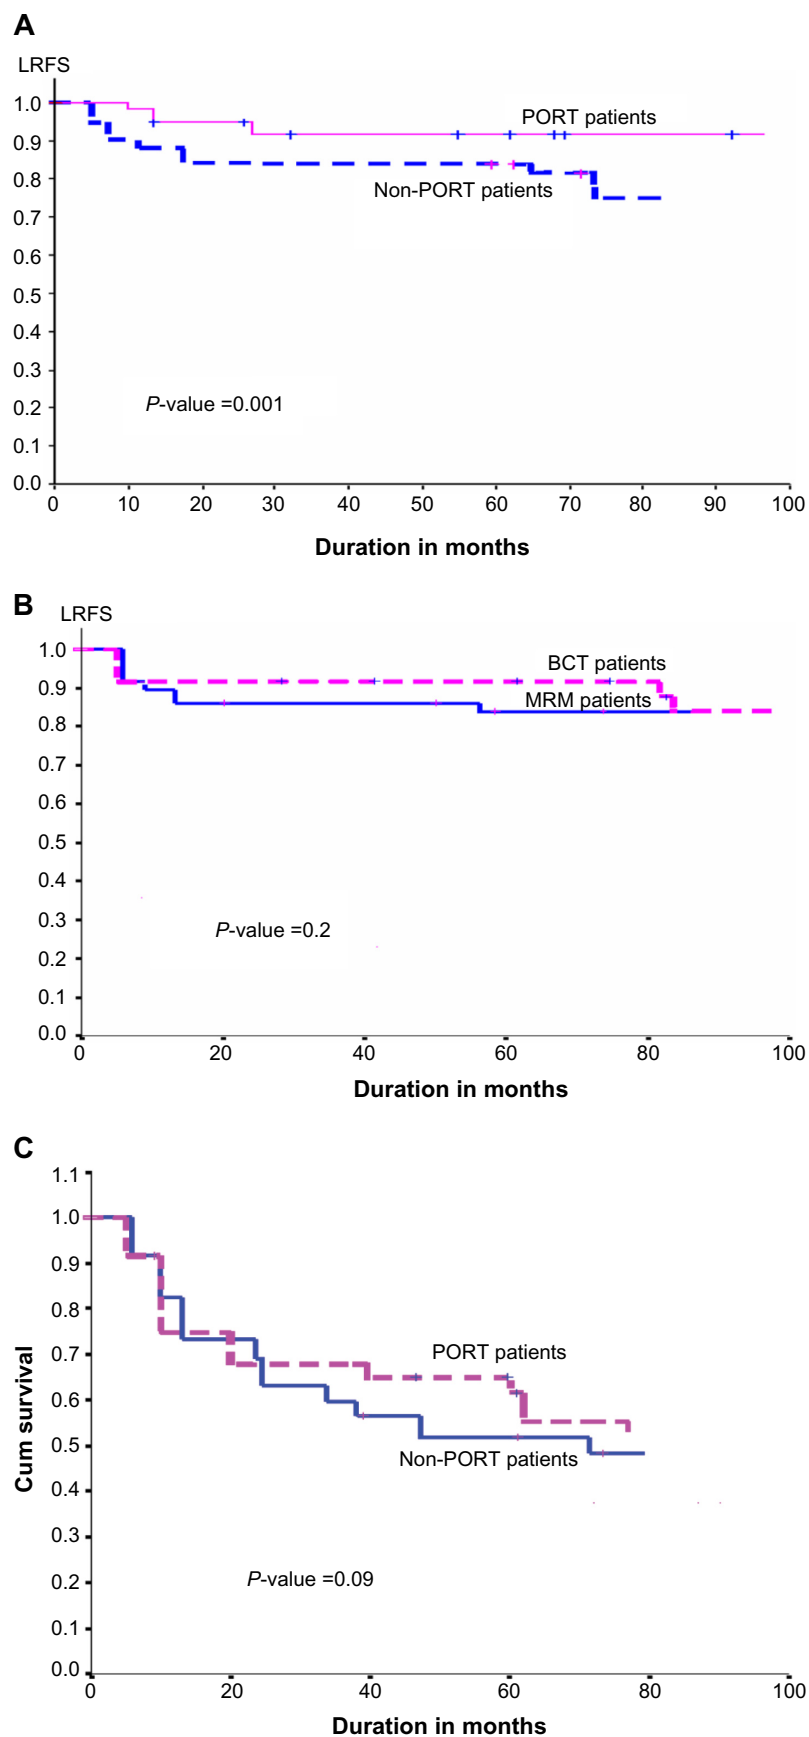 A
LRFS
1.0
0.9
0.8
0.7
0.6
0.5
0.4
0.3
0.2
0.1
0.0
PORT patients
Non-PORT patients
P-value =0.001
0 10 20 30 40 50 60 70 80 90 100
Duration in months
B
LRFS
1.0
0.9
0.8
0.7
0.6
0.5
0.4
0.3
0.2
0.1
0.0
BCT patients
MRM patients
P-value =0.2
0 20 40 60 80 100
Duration in months
C
1.1
1.0
0.9
0.8
0.7
0.6
0.5
0.4
0.3
0.2
0.1
0.0
Cum survival
PORT patients
Non-PORT patients
P-value =0.09
0 20 40 60 80 100
Duration in months